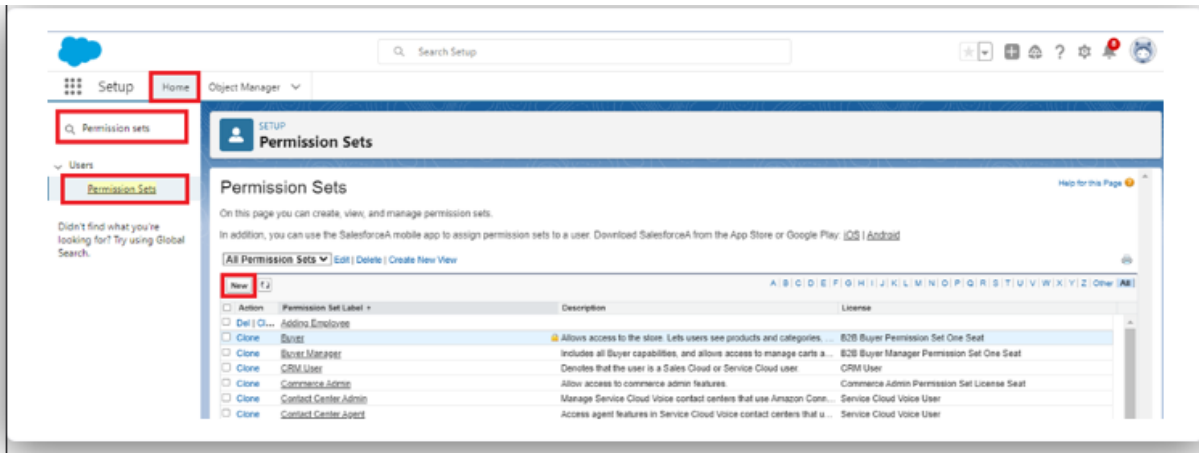 Search Setup
8
Setup Home Object Manager
Permission sets
Users
Permission Sets
Didn't find what you're
looking for? Try using Global
Search.
SETUP
Permission Sets
Permission Sets
Help for this Page
On this page you can create, view, and manage permission sets.
In addition, you can use the SalesforceA mobile app to assign permission sets to a user. Download SalesforceA from the App Store or Google Play: iOS | Android
All Permission Sets Edit | Delete | Create New View
New A | B | C | D | E | F | G | H | I | J | K | L | M | N | O | P | Q | R | S | T | U | V | W | X | Y | Z | Other | All
Action Permission Set Label Description License
Del | Cl... Adding Employee
Clone Buyer Allows access to the store. Lets users see products and categories, ... B2B Buyer Permission Set One Seat
Clone Buyer Manager Includes all Buyer capabilities, and allows access to manage carts a... B2B Buyer Manager Permission Set One Seat
Clone CRM User Denotes that the user is a Sales Cloud or Service Cloud user. CRM User
Clone Commerce Admin Allow access to commerce admin features. Commerce Admin Permission Set License Seat
Clone Contact Center Admin Manage Service Cloud Voice contact centers that use Amazon Conn... Service Cloud Voice User
Clone Contact Center Agent Access agent features in Service Cloud Voice contact centers that u... Service Cloud Voice User